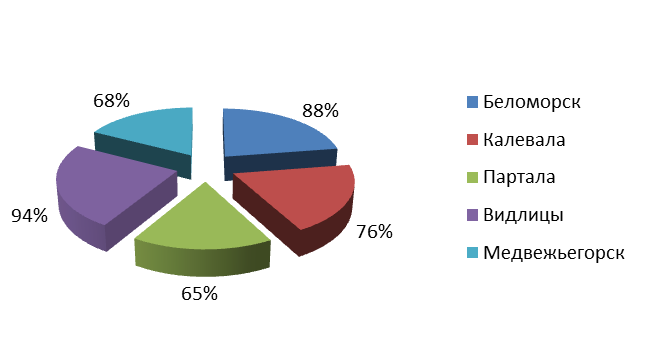 68%
88%
94%
76%
65%
Беломорск
Калевала
Партала
Видлицы
Медвежьегорск